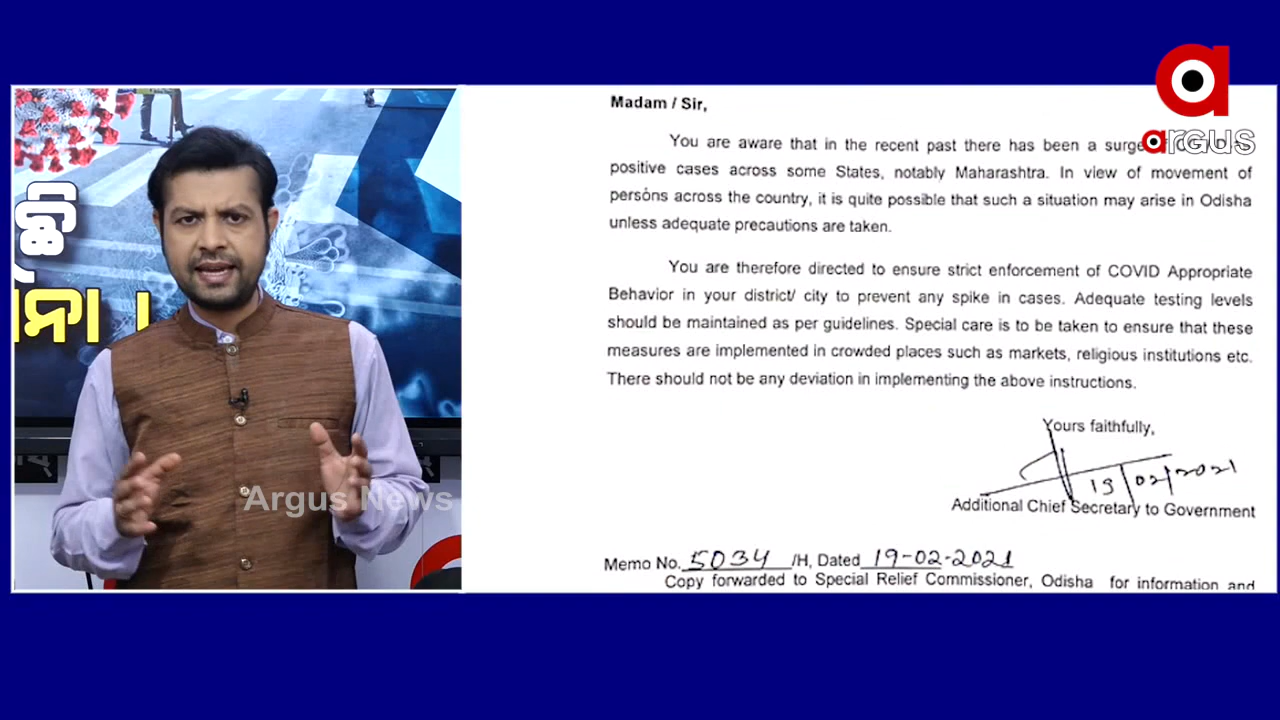 argus
ନା ।
Argus News
Madam / Sir,
You are aware that in the recent past there has been a surge
positive cases across some States, notably Maharashtra. In view of movement of
persons across the country, it is quite possible that such a situation may arise in Odisha
unless adequate precautions are taken.
You are therefore directed to ensure strict enforcement of COVID Appropriate
Behavior in your district/ city to prevent any spike in cases. Adequate testing levels
should be maintained as per guidelines. Special care is to be taken to ensure that these
measures are implemented in crowded places such as markets, religious institutions etc.
There should not be any deviation in implementing the above instructions.
Yours faithfully,
19/02/2021
Additional Chief Secretary to Government
Memo No. 5034 /H, Dated 19-02-2021
Copy forwarded to Special Relief Commissioner, Odisha for information and